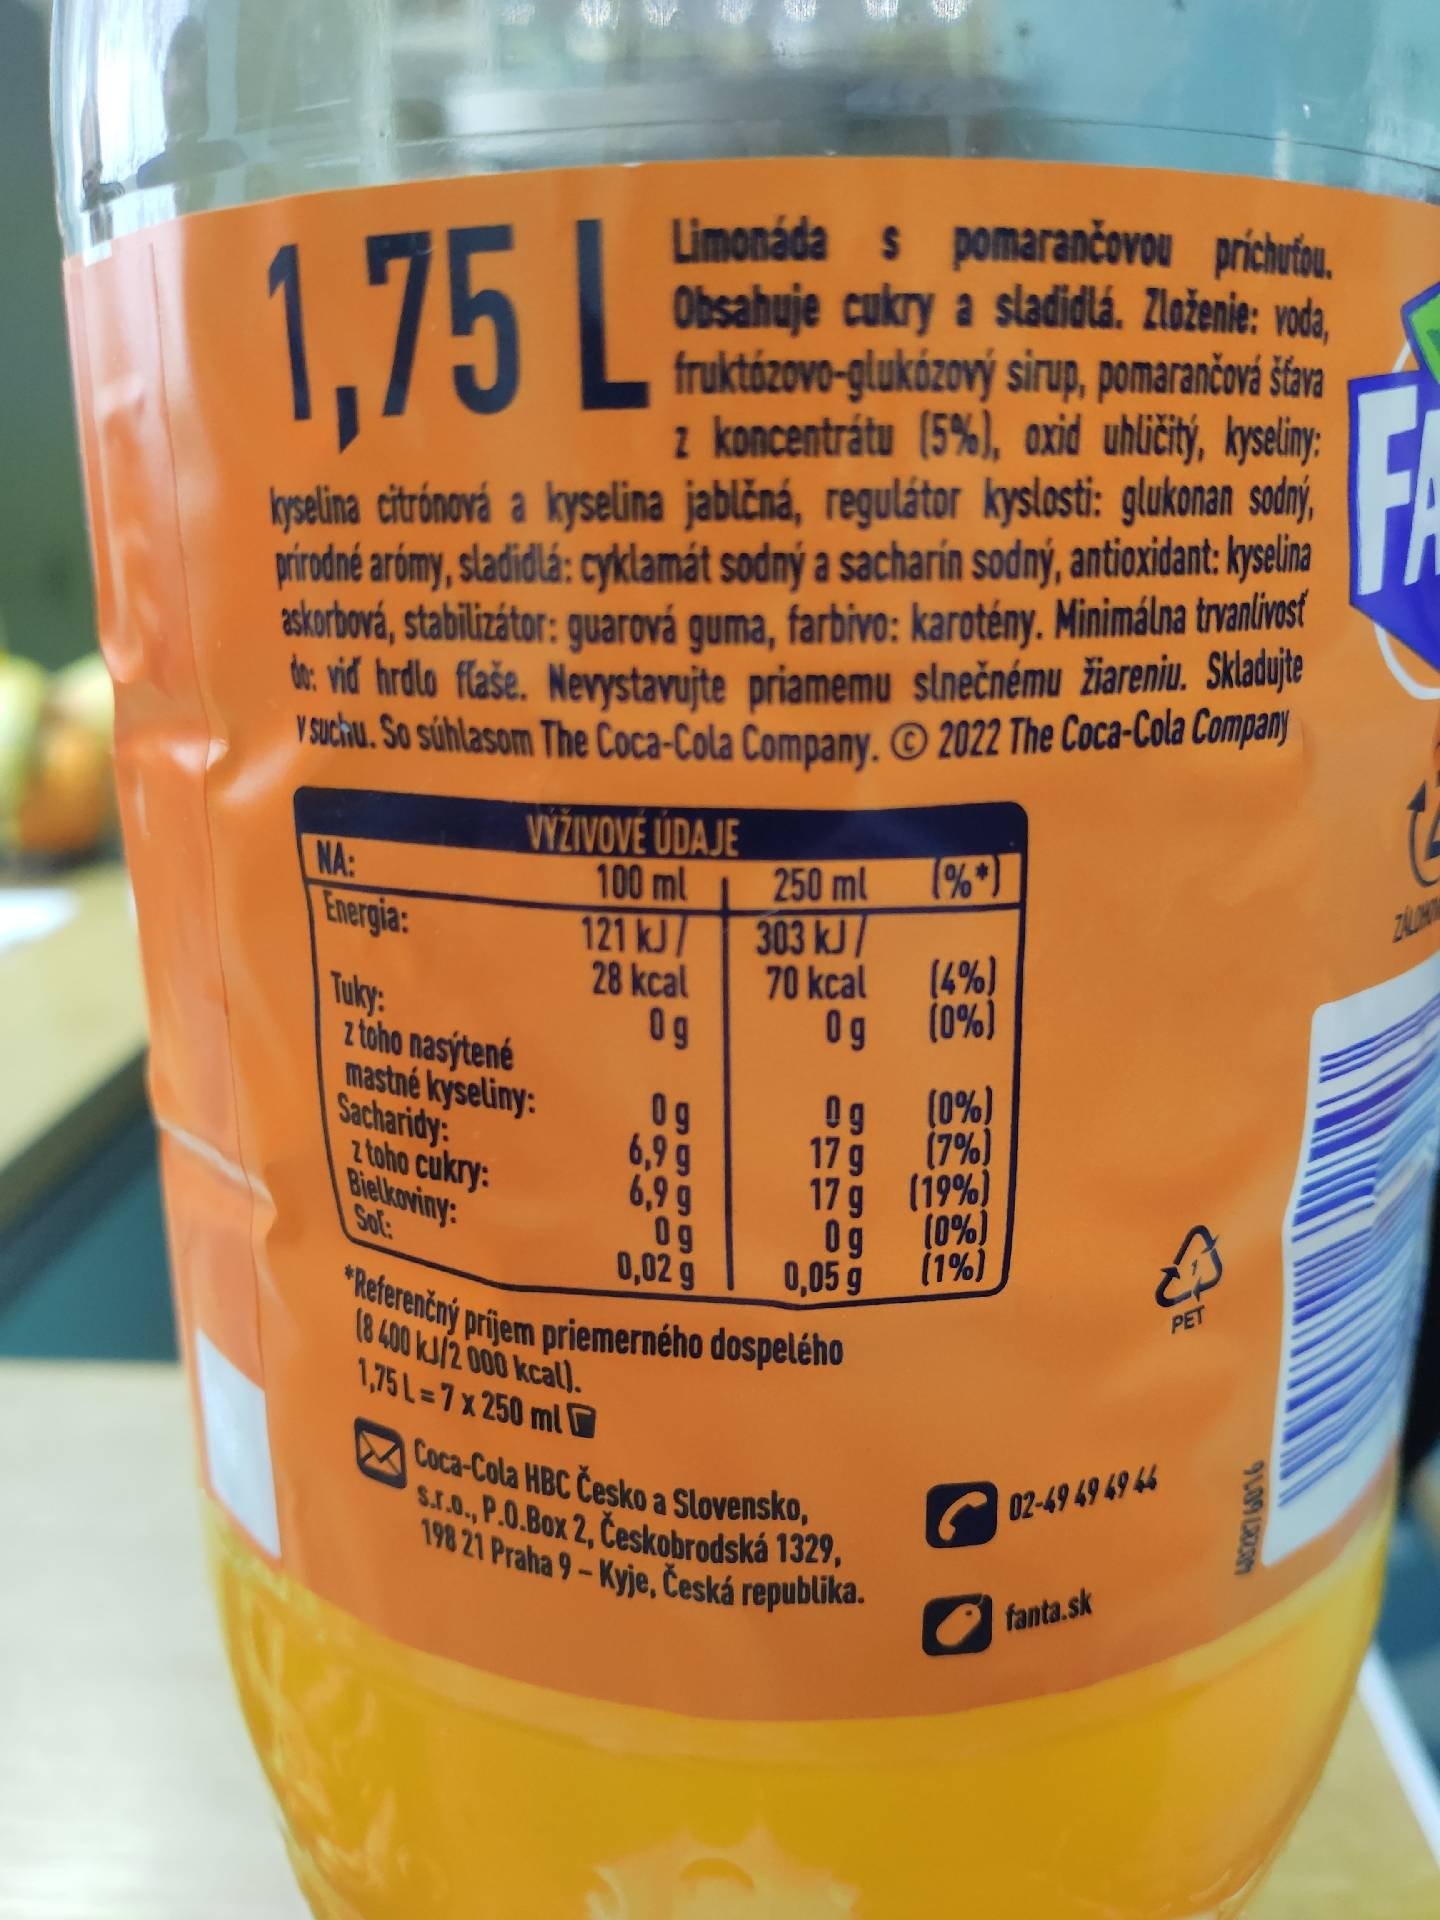 1,75 L
Limonáda s pomarančovou príchuťou.
Obsahuje cukry a sladidlá. Zloženie: voda,
fruktózovo-glukózový sirup, pomarančová šťava
z koncentrátu (5%), oxid uhličitý, kyseliny:
kyselina citrónová a kyselina jablčná, regulátor kyslosti: glukonan sodný,
prírodné arómy, sladidlá: cyklamát sodný a sacharín sodný, antioxidant: kyselina
askorbová, stabilizátor: guarová guma, farbivo: karotény. Minimálna trvanlivosť
do: viď hrdlo fľaše. Nevystavujte priamemu slnečnému žiareniu. Skladujte
v suchu. So súhlasom The Coca-Cola Company. © 2022 The Coca-Cola Company
FA
VÝŽIVOVÉ ÚDAJE
NA: 100 ml 250 ml (%*)
Energia: 121 kJ/ 303 kJ/
28 kcal 70 kcal (4%)
Tuky: 0 g 0 g (0%)
z toho nasýtené
mastné kyseliny: 0 g 0 g (0%)
Sacharidy: 6,9 g 17 g (7%)
z toho cukry: 6,9 g 17 g (19%)
Bielkoviny: 0 g 0 g (0%)
Soľ: 0,02 g 0,05 g (1%)
*Referenčný príjem priemerného dospelého
(8 400 kJ/2 000 kcal).
1,75 L = 7 x 250 ml
1
PET
Coca-Cola HBC Česko a Slovensko,
s.r.o., P.O.Box 2, Českobrodská 1329,
198 21 Praha 9 – Kyje, Česká republika.
02-49 49 49 44
fanta.sk